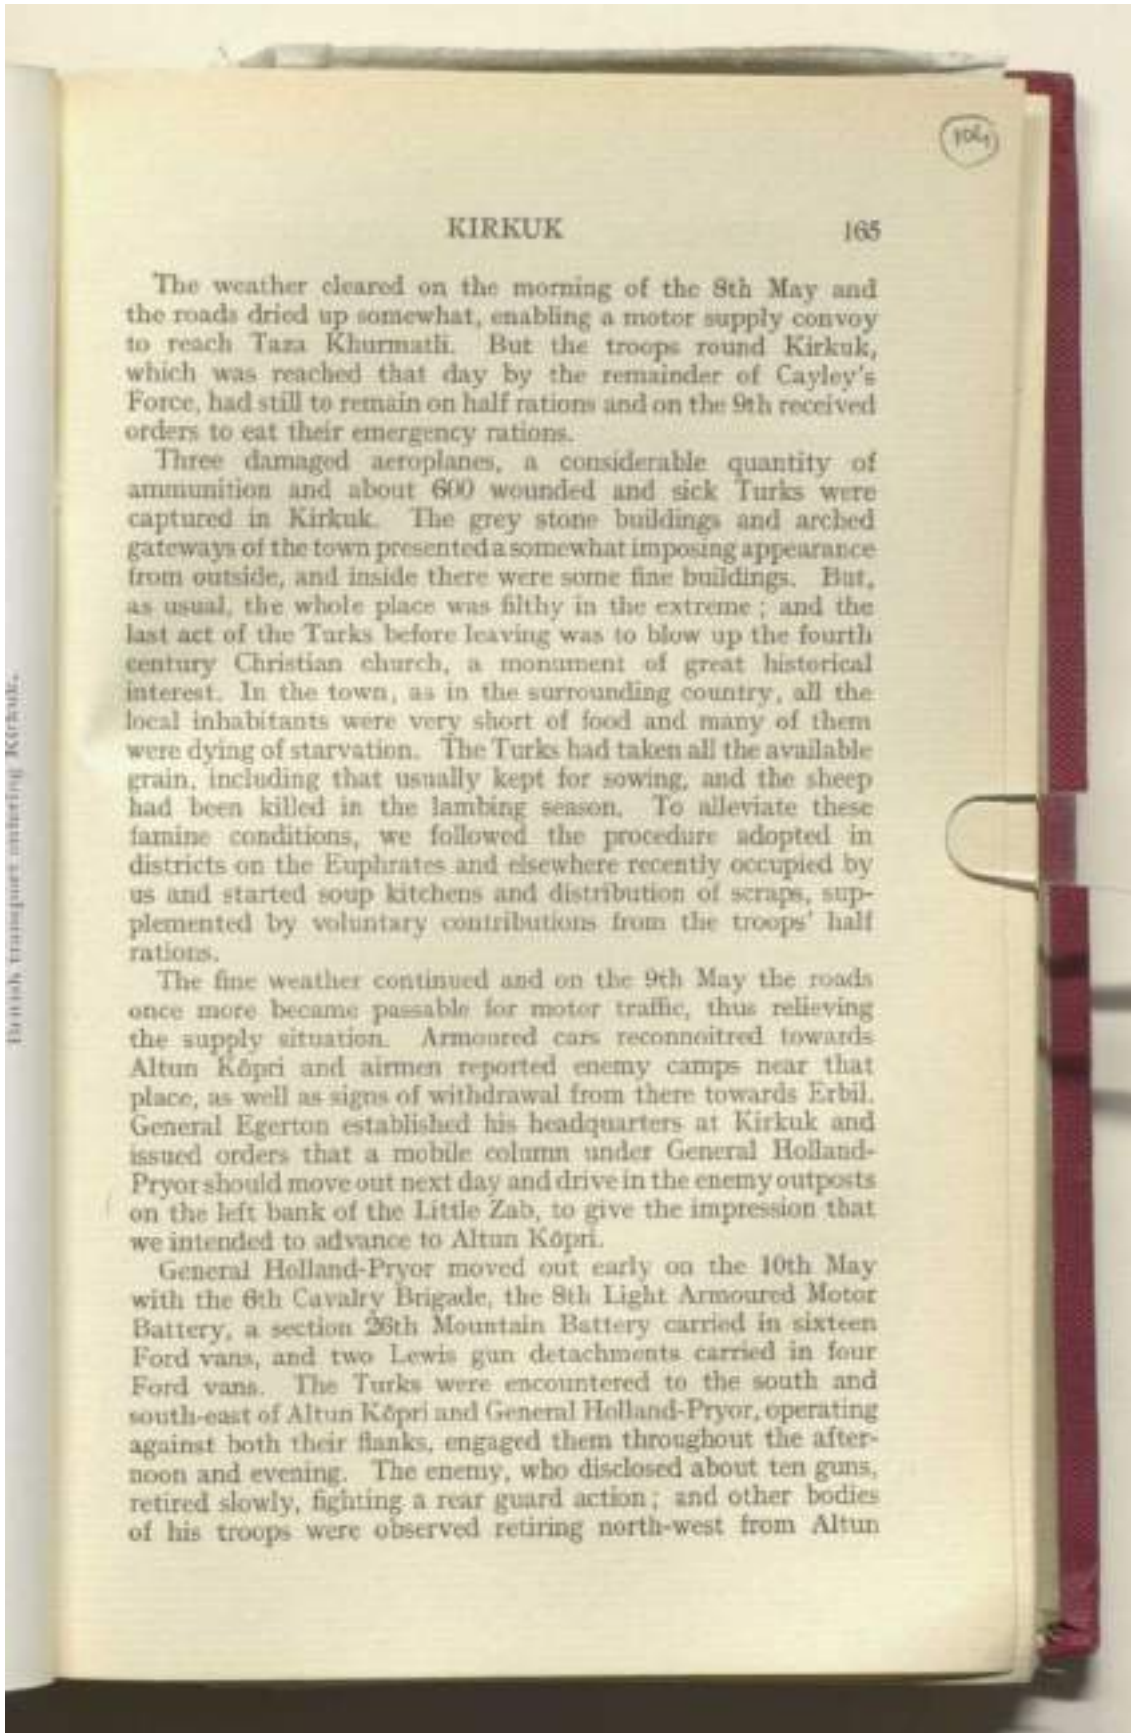 KIRKUK 165
The weather cleared on the morning of the 8th May and
the roads dried up somewhat, enabling a motor supply convoy
to reach Taza Khurmatli. But the troops round Kirkuk,
which was reached that day by the remainder of Cayley's
Force, had still to remain on half rations and on the 9th received
orders to eat their emergency rations.
Three damaged aeroplanes, a considerable quantity of
ammunition and about 600 wounded and sick Turks were
captured in Kirkuk. The grey stone buildings and arched
gateways of the town presented a somewhat imposing appearance
from outside, and inside there were some fine buildings. But,
as usual, the whole place was filthy in the extreme ; and the
last act of the Turks before leaving was to blow up the fourth
century Christian church, a monument of great historical
interest. In the town, as in the surrounding country, all the
local inhabitants were very short of food and many of them
were dying of starvation. The Turks had taken all the available
grain, including that usually kept for sowing, and the sheep
had been killed in the lambing season. To alleviate these
famine conditions, we followed the procedure adopted in
districts on the Euphrates and elsewhere recently occupied by
us and started soup kitchens and distribution of scraps, sup-
plemented by voluntary contributions from the troops' half
rations.
The fine weather continued and on the 9th May the roads
once more became passable for motor traffic, thus relieving
the supply situation. Armoured cars reconnoitred towards
Altun Köpri and airmen reported enemy camps near that
place, as well as signs of withdrawal from there towards Erbil.
General Egerton established his headquarters at Kirkuk and
issued orders that a mobile column under General Holland-
Pryor should move out next day and drive in the enemy outposts
on the left bank of the Little Zab, to give the impression that
we intended to advance to Altun Köpri.
General Holland-Pryor moved out early on the 10th May
with the 6th Cavalry Brigade, the 8th Light Armoured Motor
Battery, a section 26th Mountain Battery carried in sixteen
Ford vans, and two Lewis gun detachments carried in four
Ford vans. The Turks were encountered to the south and
south-east of Altun Köpri and General Holland-Pryor, operating
against both their flanks, engaged them throughout the after-
noon and evening. The enemy, who disclosed about ten guns,
retired slowly, fighting a rear guard action ; and other bodies
of his troops were observed retiring north-west from Altun
British transport entering Kirkuk.